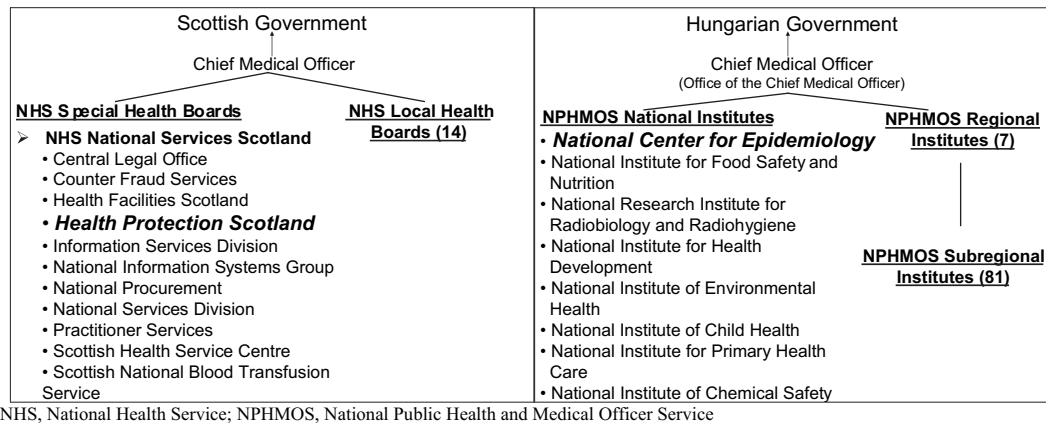 Scottish Government
Chief Medical Officer
NHS Special Health Boards
NHS Local Health
Boards (14)
➢ NHS National Services Scotland
• Central Legal Office
• Counter Fraud Services
• Health Facilities Scotland
• Health Protection Scotland
• Information Services Division
• National Information Systems Group
• National Procurement
• National Services Division
• Practitioner Services
• Scottish Health Service Centre
• Scottish National Blood Transfusion
Service
Hungarian Government
Chief Medical Officer
(Office of the Chief Medical Officer)
NPHMOS National Institutes
• National Center for Epidemiology
• National Institute for Food Safety and
Nutrition
• National Research Institute for
Radiobiology and Radiohygiene
• National Institute for Health
Development
• National Institute of Environmental
Health
• National Institute of Child Health
• National Institute for Primary Health
Care
• National Institute of Chemical Safety
NPHMOS Regional
Institutes (7)
NPHMOS Subregional
Institutes (81)
NHS, National Health Service; NPHMOS, National Public Health and Medical Officer Service